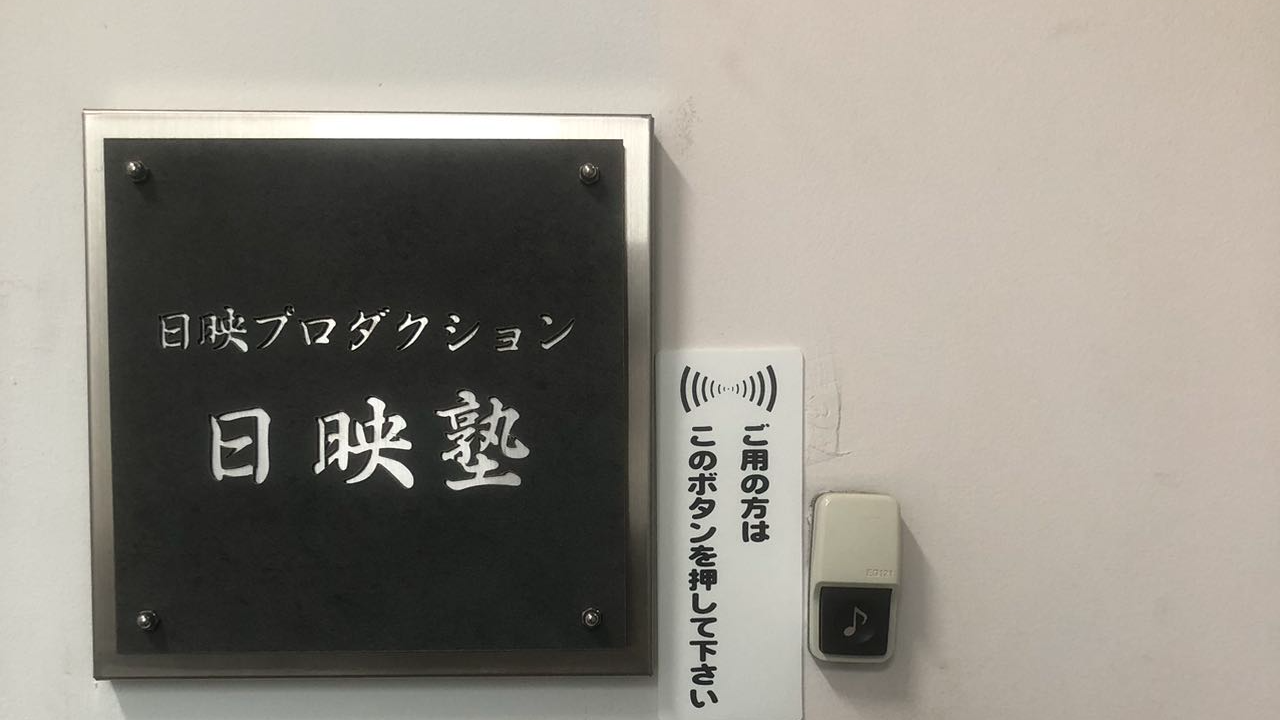 日映プロダクション
日映塾
ご用の方は
このボタンを押して下さい